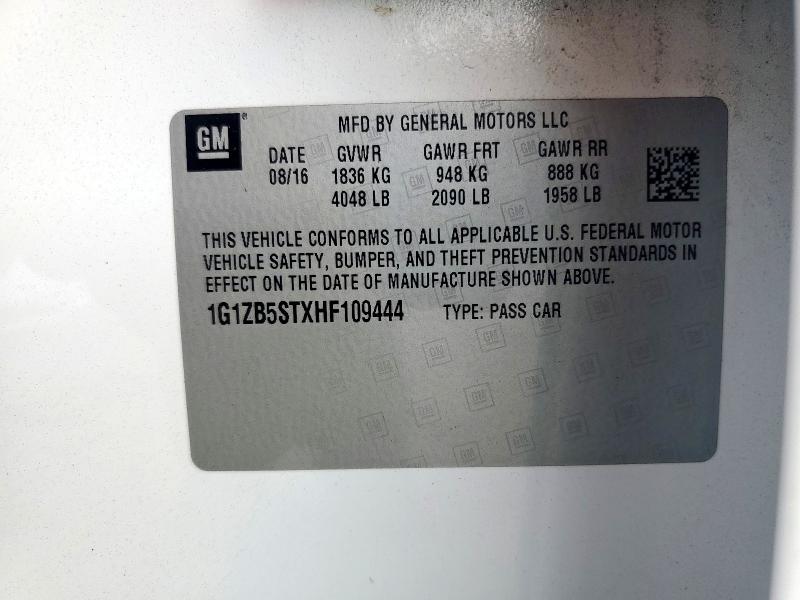 GM
MFD BY GENERAL MOTORS LLC
DATE GVWR GAWR FRT GAWR RR
08/16 1836 KG 948 KG 888 KG
4048 LB 2090 LB 1958 LB
THIS VEHICLE CONFORMS TO ALL APPLICABLE U.S. FEDERAL MOTOR
VEHICLE SAFETY, BUMPER, AND THEFT PREVENTION STANDARDS IN
EFFECT ON THE DATE OF MANUFACTURE SHOWN ABOVE.
1G1ZB5STXHF109444 TYPE: PASS CAR